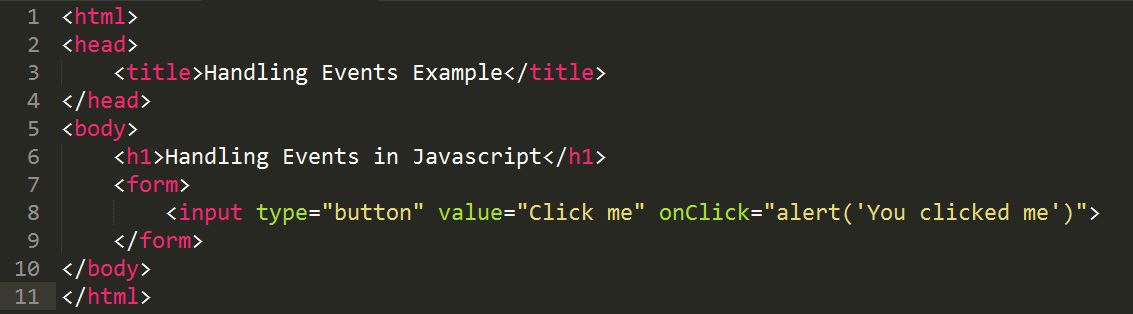 1 <html>
2 <head>
3     <title>Handling Events Example</title>
4 </head>
5 <body>
6     <h1>Handling Events in Javascript</h1>
7     <form>
8         <input type="button" value="Click me" onClick="alert('You clicked me')">
9     </form>
10 </body>
11 </html>